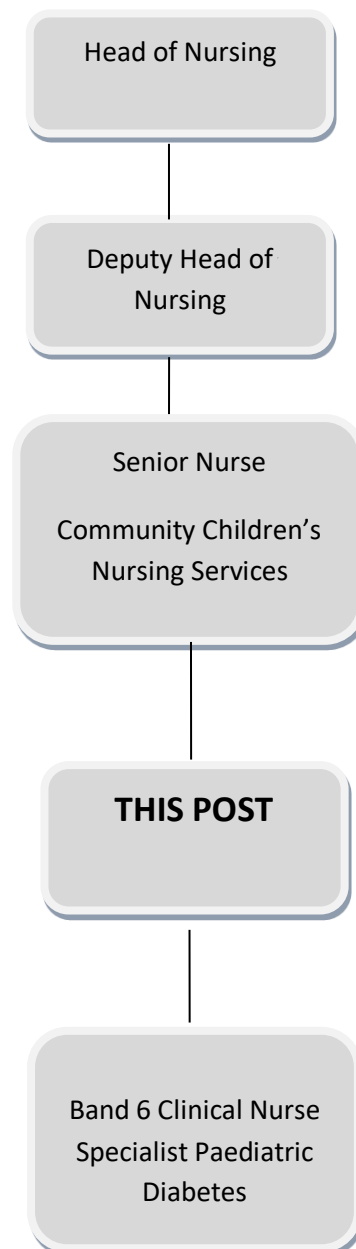 Head of Nursing
Deputy Head of
Nursing
Senior Nurse
Community Children’s
Nursing Services
THIS POST
Band 6 Clinical Nurse
Specialist Paediatric
Diabetes